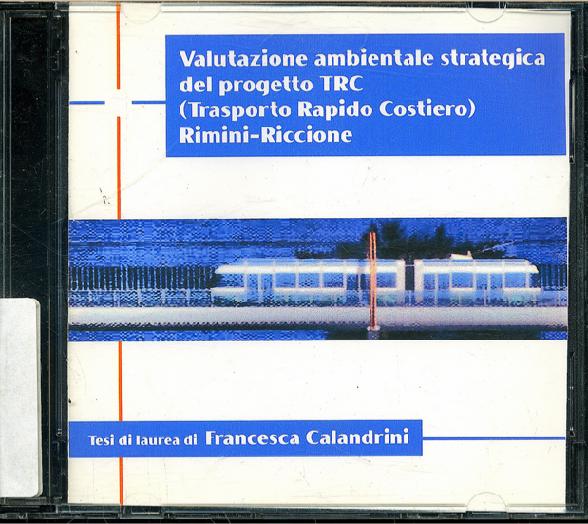 Valutazione ambientale strategica
del progetto TRC
(Trasporto Rapido Costiero)
Rimini-Riccione
Tesi di laurea di Francesca Calandrini